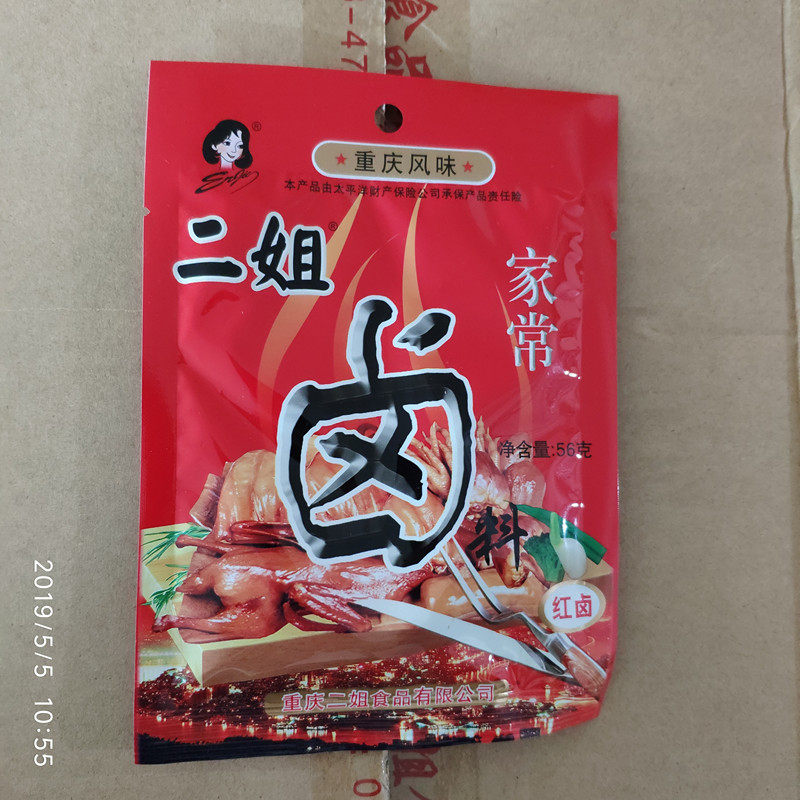 重庆风味
本产品由太平洋财产保险公司承保产品责任险
二姐
家常
卤
料
净含量:56克
红卤
重庆二姐食品有限公司
2019/5/5 10:55